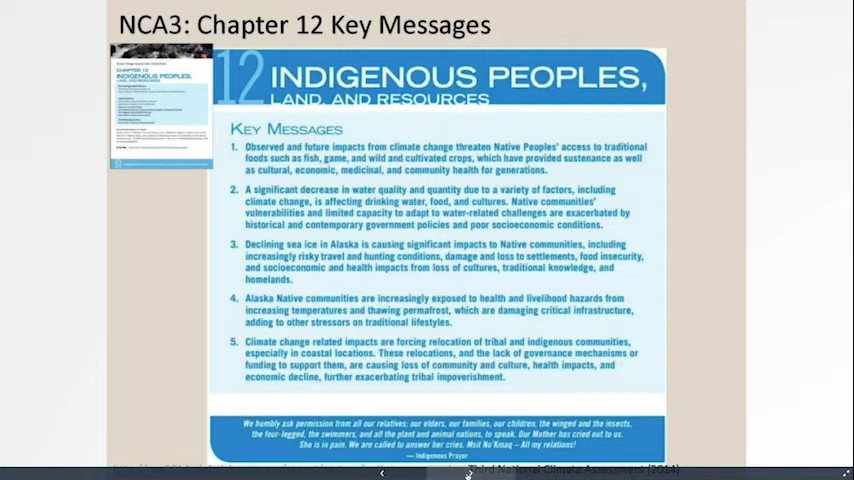 NCA3: Chapter 12 Key Messages
CHAPTER 12
INDIGENOUS PEOPLES,
LAND, AND RESOURCES
12 INDIGENOUS PEOPLES,
LAND, AND RESOURCES
KEY MESSAGES
1. Observed and future impacts from climate change threaten Native Peoples' access to traditional
foods such as fish, game, and wild and cultivated crops, which have provided sustenance as well
as cultural, economic, medicinal, and community health for generations.
2. A significant decrease in water quality and quantity due to a variety of factors, including
climate change, is affecting drinking water, food, and cultures. Native communities'
vulnerabilities and limited capacity to adapt to water-related challenges are exacerbated by
historical and contemporary government policies and poor socioeconomic conditions.
3. Declining sea ice in Alaska is causing significant impacts to Native communities, including
increasingly risky travel and hunting conditions, damage and loss to settlements, food insecurity,
and socioeconomic and health impacts from loss of cultures, traditional knowledge, and
homelands.
4. Alaska Native communities are increasingly exposed to health and livelihood hazards from
increasing temperatures and thawing permafrost, which are damaging critical infrastructure,
adding to other stressors on traditional lifestyles.
5. Climate change related impacts are forcing relocation of tribal and indigenous communities,
especially in coastal locations. These relocations, and the lack of governance mechanisms or
funding to support them, are causing loss of community and culture, health impacts, and
economic decline, further exacerbating tribal impoverishment.
We humbly ask permission from all our relatives; our elders, our families, our children, the winged and the insects,
the four-legged, the swimmers, and all the plant and animal nations, to speak. Our Mother has cried out to us.
She is in pain. We are called to answer her cries. Msit No'Kmaq – All my relations!
— Indigenous Prayer
Third National Climate Assessment (2014)